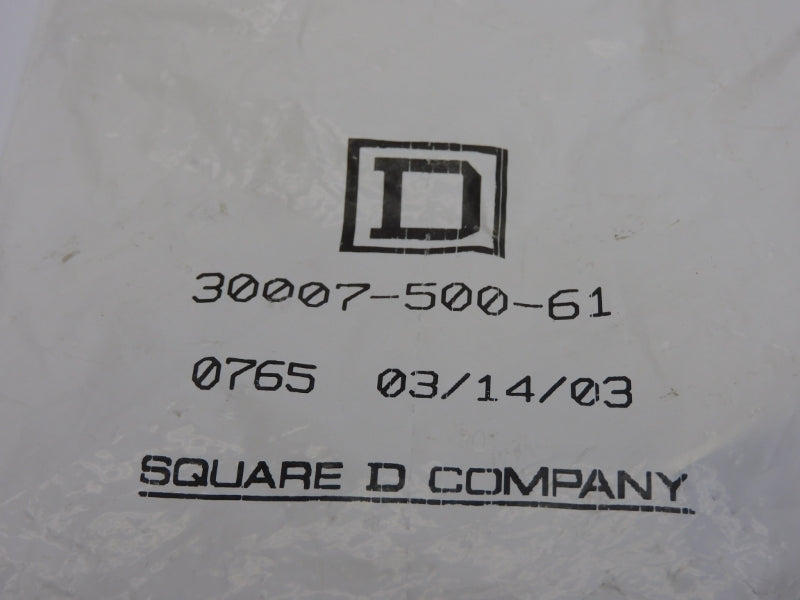 D
30007-500-61
0765 03/14/03
SQUARE D COMPANY